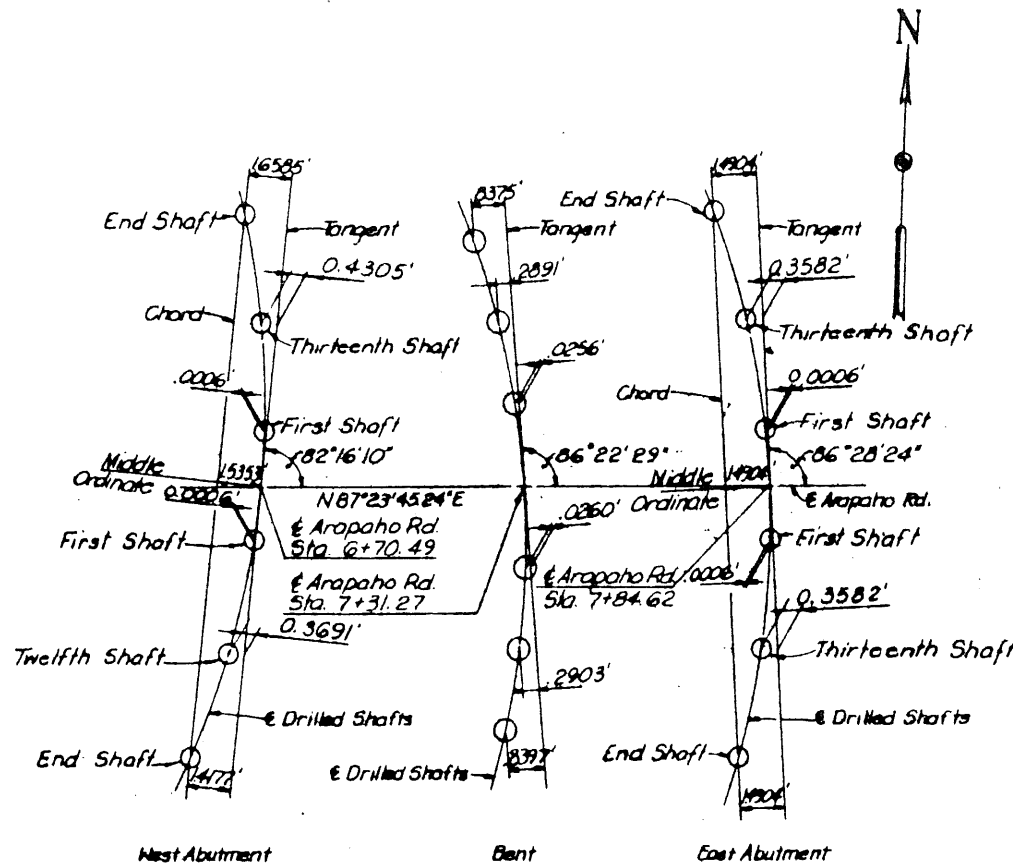 N
1.6585'
.8375'
1.4904'
End Shaft
End Shaft
Tangent
Tangent
Tangent
0.4305'
.2891'
0.3582'
Chord
Thirteenth Shaft
Thirteenth Shaft
.0256'
.0006'
0.0006'
Chord
First Shaft
First Shaft
82°16'10"
86°22'29"
86°28'24"
Middle
Ordinate
1.5353'
Middle
Ordinate
1.4904'
N 87°23'45.24"E
℄ Arapaho Rd.
0.0006'
.0260'
℄ Arapaho Rd.
Sta. 6+70.49
First Shaft
First Shaft
℄ Arapaho Rd.
Sta. 7+31.27
℄ Arapaho Rd.
Sta. 7+84.62
.0006'
0.3691'
0.3582'
Twelfth Shaft
Thirteenth Shaft
.2903'
℄ Drilled Shafts
℄ Drilled Shafts
End Shaft
End Shaft
.8397'
℄ Drilled Shafts
1.4177'
1.4904'
West Abutment
Bent
East Abutment